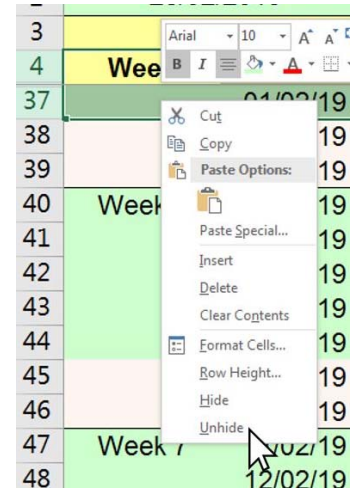 3
Arial 10 A A
4 Wee B I A
37 01/02/19
38 Cut 19
Copy
39 Paste Options: 19
40 Week 19
41 Paste Special... 19
42 Insert 19
Delete
43 Clear Contents 19
44 Format Cells... 19
45 Row Height... 19
46 Hide 19
Unhide
47 Week 7 /02/19
48 12/02/19